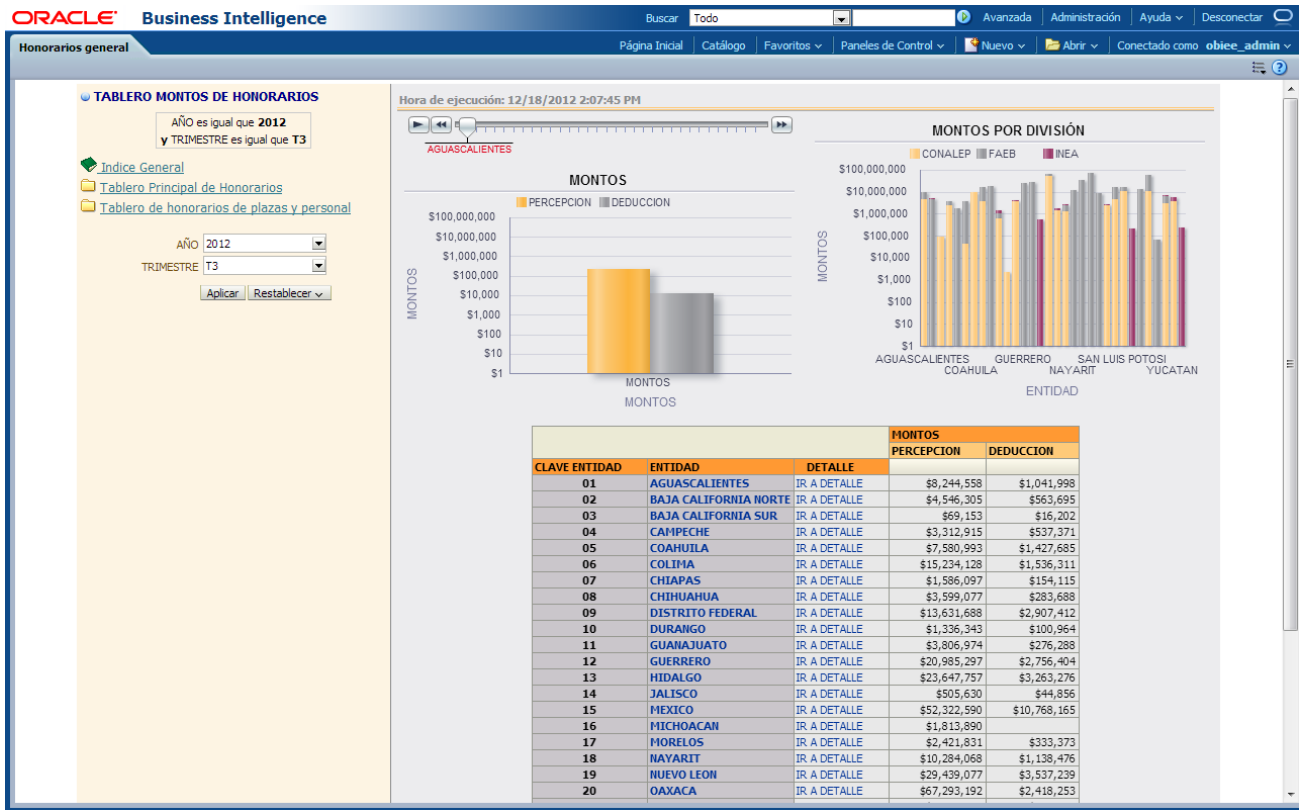 ORACLE Business Intelligence
Buscar Todo Avanzada Administración Ayuda Desconectar
Honorarios general
Página Inicial Catálogo Favoritos Paneles de Control Nuevo Abrir Conectado como obiee_admin
TABLERO MONTOS DE HONORARIOS
AÑO es igual que 2012
y TRIMESTRE es igual que T3
Indice General
Tablero Principal de Honorarios
Tablero de honorarios de plazas y personal
AÑO 2012
TRIMESTRE T3
Aplicar Restablecer
Hora de ejecución: 12/18/2012 2:07:45 PM
AGUASCALIENTES
MONTOS
PERCEPCION DEDUCCION
$100,000,000
$10,000,000
$1,000,000
$100,000
$10,000
$1,000
$100
$10
$1
MONTOS
MONTOS
MONTOS
MONTOS POR DIVISIÓN
CONALEP FAEB INEA
$100,000,000
$10,000,000
$1,000,000
$100,000
$10,000
$1,000
$100
$10
$1
MONTOS
AGUASCALIENTES GUERRERO SAN LUIS POTOSI
COAHUILA NAYARIT YUCATAN
ENTIDAD
MONTOS
PERCEPCION DEDUCCION
CLAVE ENTIDAD ENTIDAD DETALLE
01 AGUASCALIENTES IR A DETALLE $8,244,558 $1,041,998
02 BAJA CALIFORNIA NORTE IR A DETALLE $4,546,305 $563,695
03 BAJA CALIFORNIA SUR IR A DETALLE $69,153 $16,202
04 CAMPECHE IR A DETALLE $3,312,915 $537,371
05 COAHUILA IR A DETALLE $7,580,993 $1,427,685
06 COLIMA IR A DETALLE $15,234,128 $1,536,311
07 CHIAPAS IR A DETALLE $1,586,097 $154,115
08 CHIHUAHUA IR A DETALLE $3,599,077 $283,688
09 DISTRITO FEDERAL IR A DETALLE $13,631,688 $2,907,412
10 DURANGO IR A DETALLE $1,336,343 $100,964
11 GUANAJUATO IR A DETALLE $3,806,974 $276,288
12 GUERRERO IR A DETALLE $20,985,297 $2,756,404
13 HIDALGO IR A DETALLE $23,647,757 $3,263,276
14 JALISCO IR A DETALLE $505,630 $44,856
15 MEXICO IR A DETALLE $52,322,590 $10,768,165
16 MICHOACAN IR A DETALLE $1,813,890
17 MORELOS IR A DETALLE $2,421,831 $333,373
18 NAYARIT IR A DETALLE $10,284,068 $1,138,476
19 NUEVO LEON IR A DETALLE $29,439,077 $3,537,239
20 OAXACA IR A DETALLE $67,293,192 $2,418,253